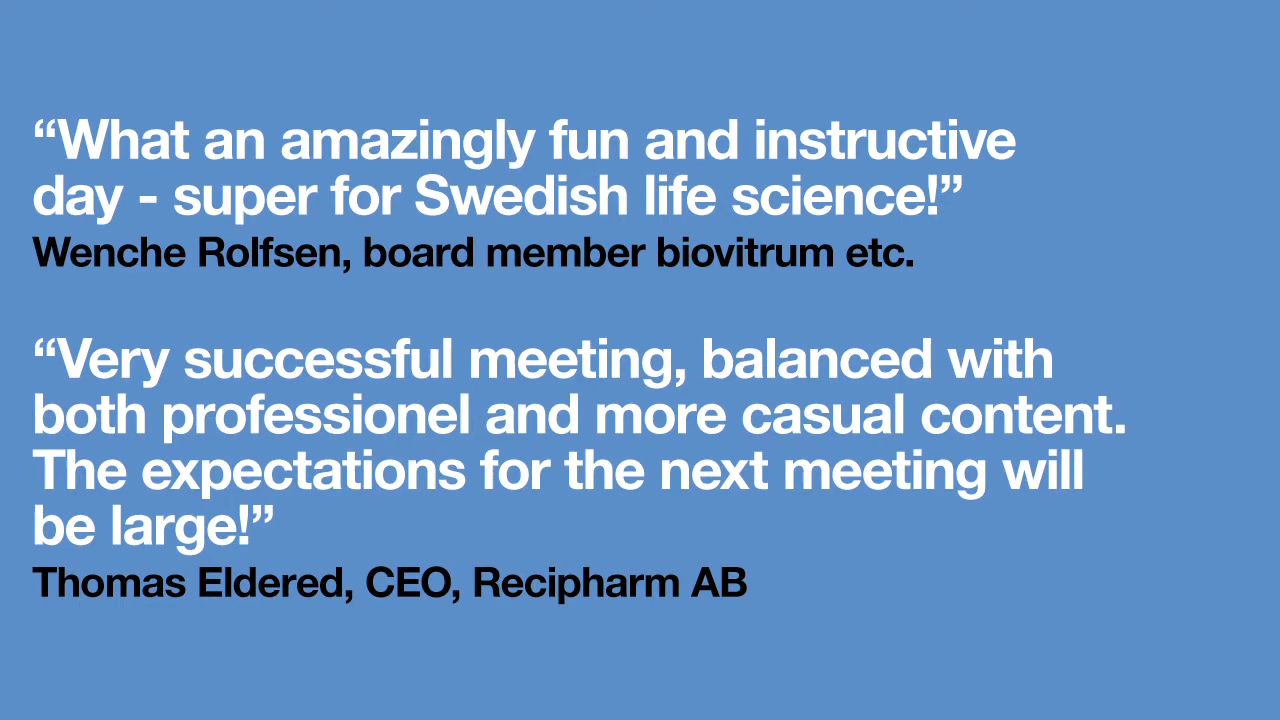 “What an amazingly fun and instructive
day - super for Swedish life science!”
Wenche Rolfsen, board member biovitrum etc.
“Very successful meeting, balanced with
both professionel and more casual content.
The expectations for the next meeting will
be large!”
Thomas Eldered, CEO, Recipharm AB